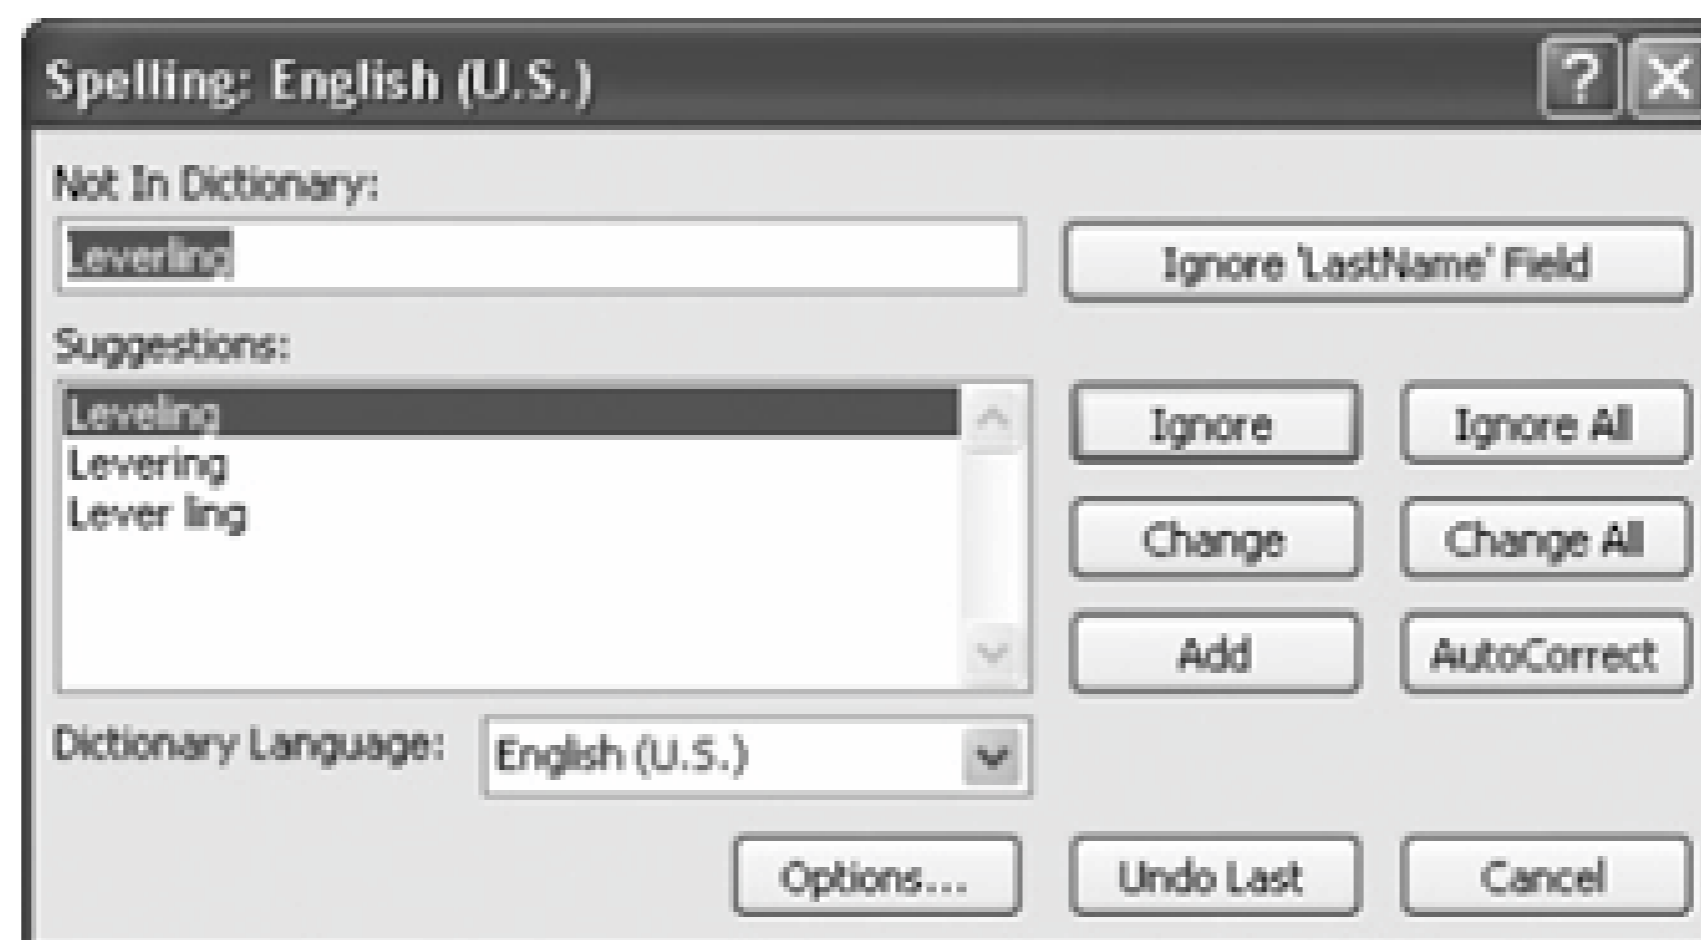 Spelling: English (U.S.)
Not In Dictionary:
Leverling
Ignore 'LastName' Field
Suggestions:
Leveling
Levering
Lever ling
Ignore
Ignore All
Change
Change All
Add
AutoCorrect
Dictionary Language:
English (U.S.)
Options...
Undo Last
Cancel